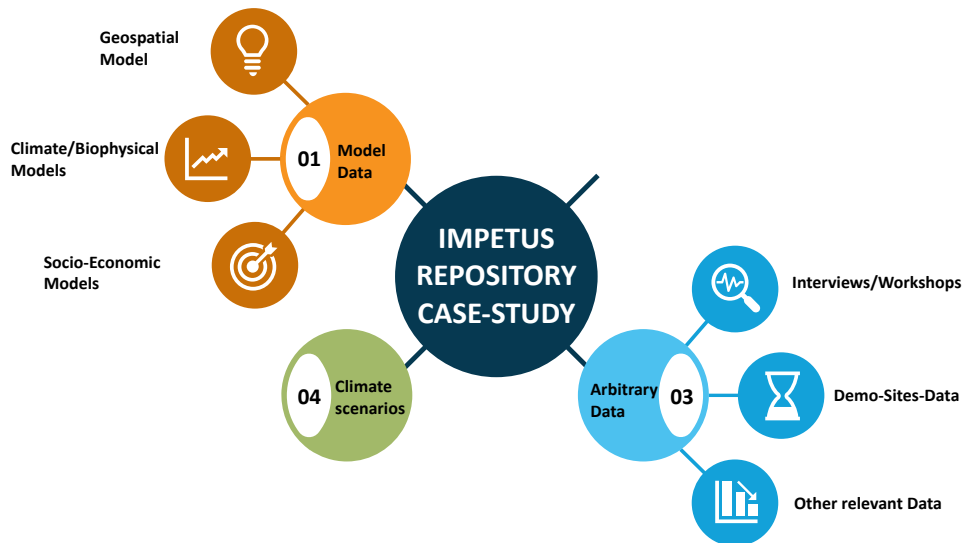 Geospatial
Model
Climate/Biophysical
Models
Socio-Economic
Models
01
Model
Data
IMPETUS
REPOSITORY
CASE-STUDY
04
Climate
scenarios
Arbitrary
Data
03
Interviews/Workshops
Demo-Sites-Data
Other relevant Data